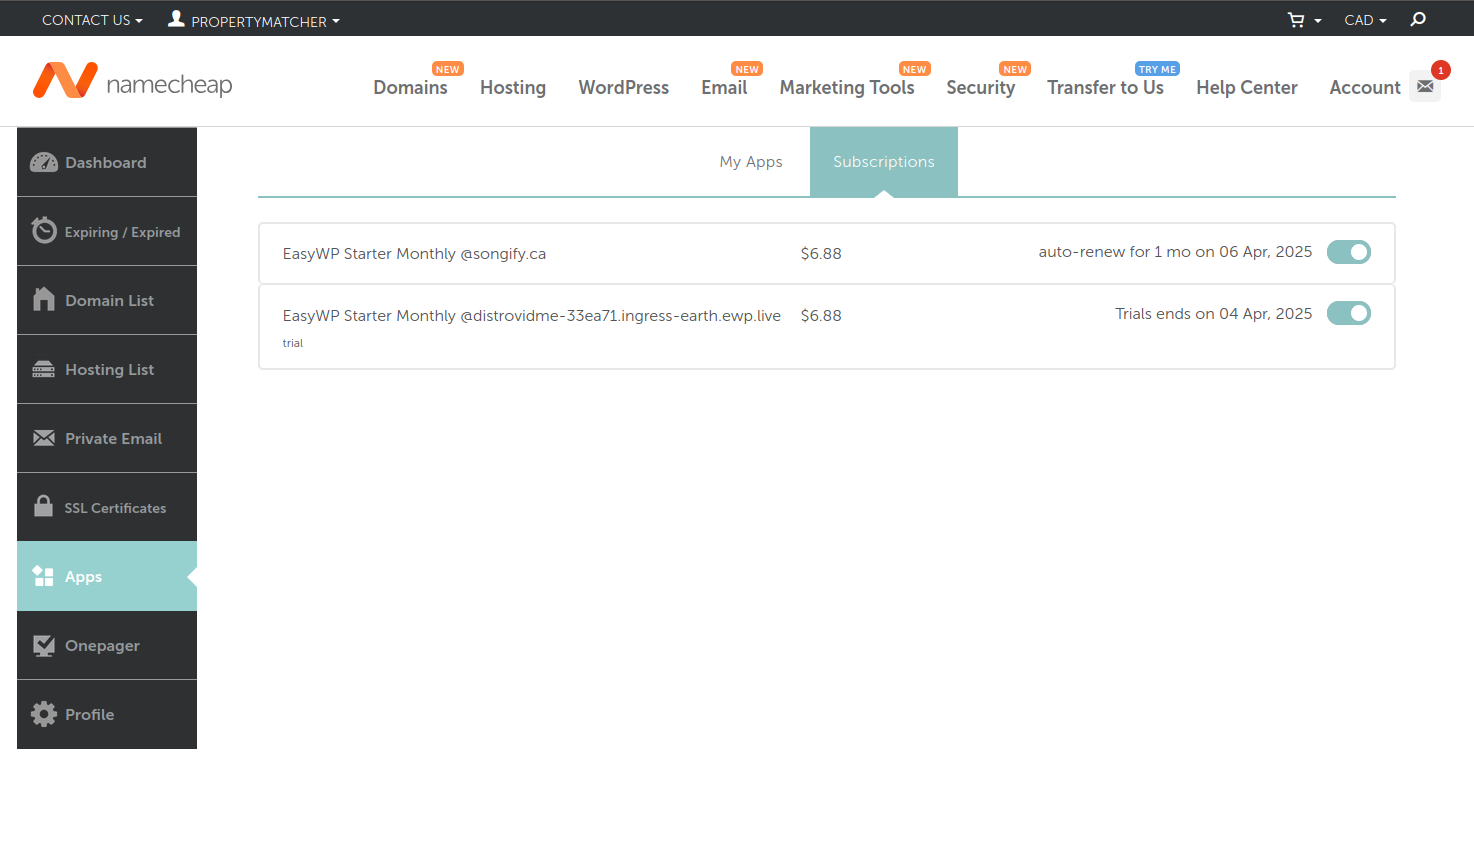 CONTACT US
PROPERTYMATCHER
CAD
namecheap
Domains NEW
Hosting
WordPress
Email NEW
Marketing Tools NEW
Security NEW
Transfer to Us TRY ME
Help Center
Account
1
Dashboard
Expiring / Expired
Domain List
Hosting List
Private Email
SSL Certificates
Apps
Onepager
Profile
My Apps
Subscriptions
EasyWP Starter Monthly @songify.ca $6.88 auto-renew for 1 mo on 06 Apr, 2025
EasyWP Starter Monthly @distrovidme-33ea71.ingress-earth.ewp.live $6.88 Trials ends on 04 Apr, 2025
trial